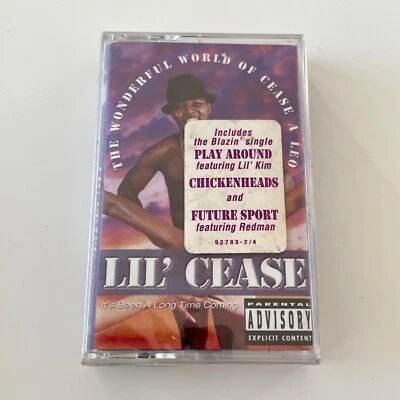 THE WONDERFUL WORLD OF CEASE A LEO
Includes
the Blazin' single
PLAY AROUND
featuring Lil' Kim
CHICKENHEADS
and
FUTURE SPORT
featuring Redman
92783-2/4
LIL' CEASE
It's Been A Long Time Coming
PARENTAL
ADVISORY
EXPLICIT CONTENT